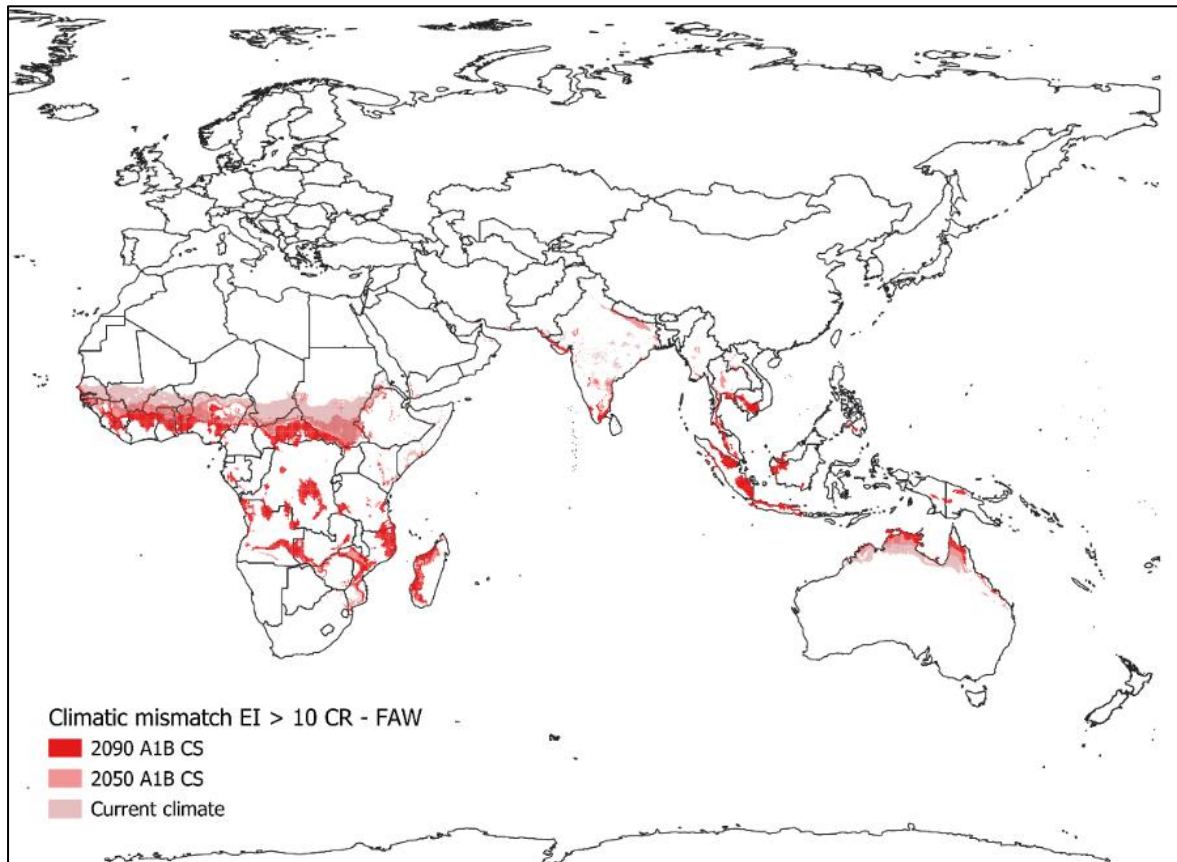 Climatic mismatch EI > 10 CR - FAW
2090 A1B CS
2050 A1B CS
Current climate